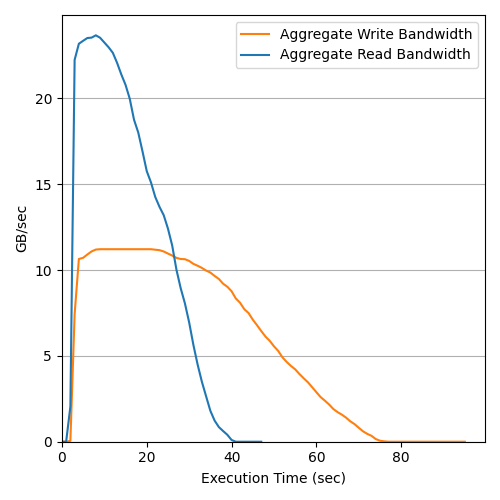 Aggregate Write Bandwidth
Aggregate Read Bandwidth
20
15
10
5
0
GB/sec
0 20 40 60 80
Execution Time (sec)